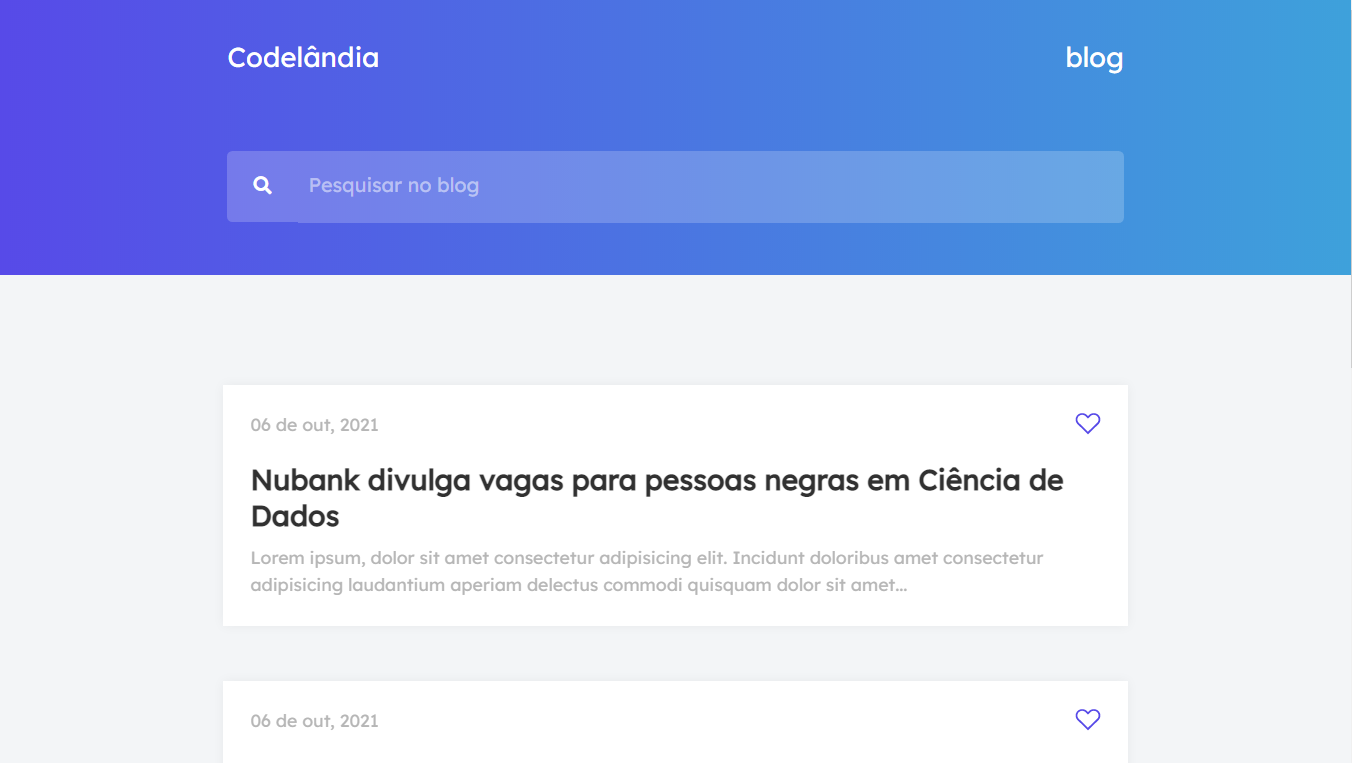 Codelândia
blog
Pesquisar no blog
06 de out, 2021
Nubank divulga vagas para pessoas negras em Ciência de
Dados
Lorem ipsum, dolor sit amet consectetur adipisicing elit. Incidunt doloribus amet consectetur
adipisicing laudantium aperiam delectus commodi quisquam dolor sit amet...
06 de out, 2021